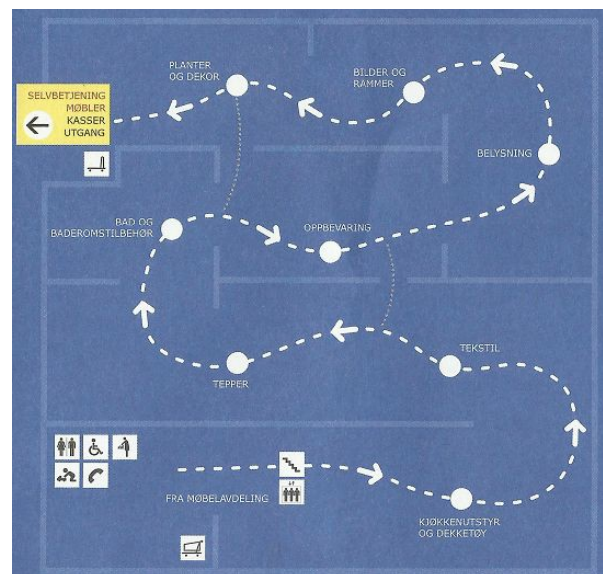 PLANTER
OG DEKOR
BILDER OG
RAMMER
SELVBETJENING
MØBLER
KASSER
UTGANG
BELYSNING
BAD OG
BADEROMSTILBEHØR
OPPBEVARING
TEKSTIL
TEPPER
FRA MØBELAVDELING
KJØKKENUTSTYR
OG DEKKETØY